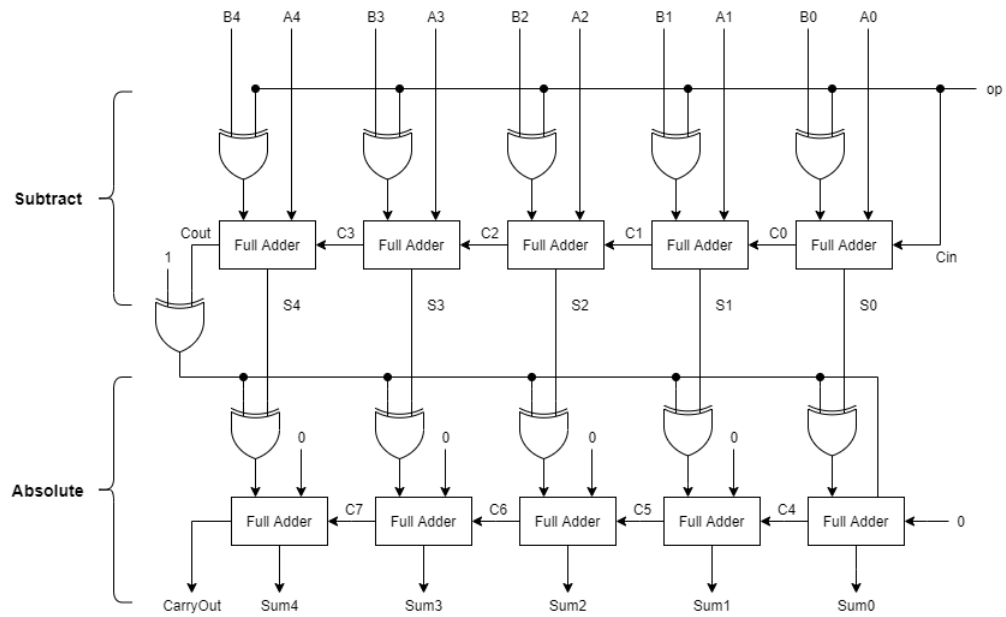 B4 A4 B3 A3 B2 A2 B1 A1 B0 A0
op
Subtract
Cout Full Adder C3 Full Adder C2 Full Adder C1 Full Adder C0 Full Adder
1 Cin
S4 S3 S2 S1 S0
0 0 0 0
Absolute
Full Adder C7 Full Adder C6 Full Adder C5 Full Adder C4 Full Adder 0
CarryOut Sum4 Sum3 Sum2 Sum1 Sum0